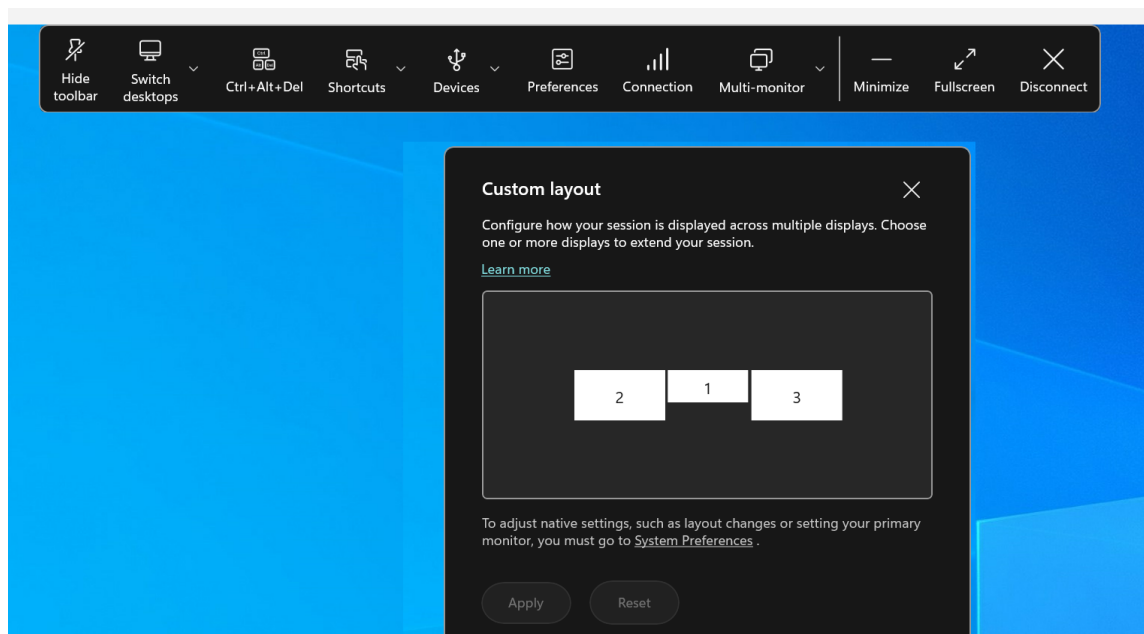 Hide toolbar
Switch desktops
Ctrl
Alt Del
Ctrl+Alt+Del
Shortcuts
Devices
Preferences
Connection
Multi-monitor
Minimize
Fullscreen
Disconnect
Custom layout
Configure how your session is displayed across multiple displays. Choose
one or more displays to extend your session.
Learn more
2
1
3
To adjust native settings, such as layout changes or setting your primary
monitor, you must go to System Preferences .
Apply
Reset